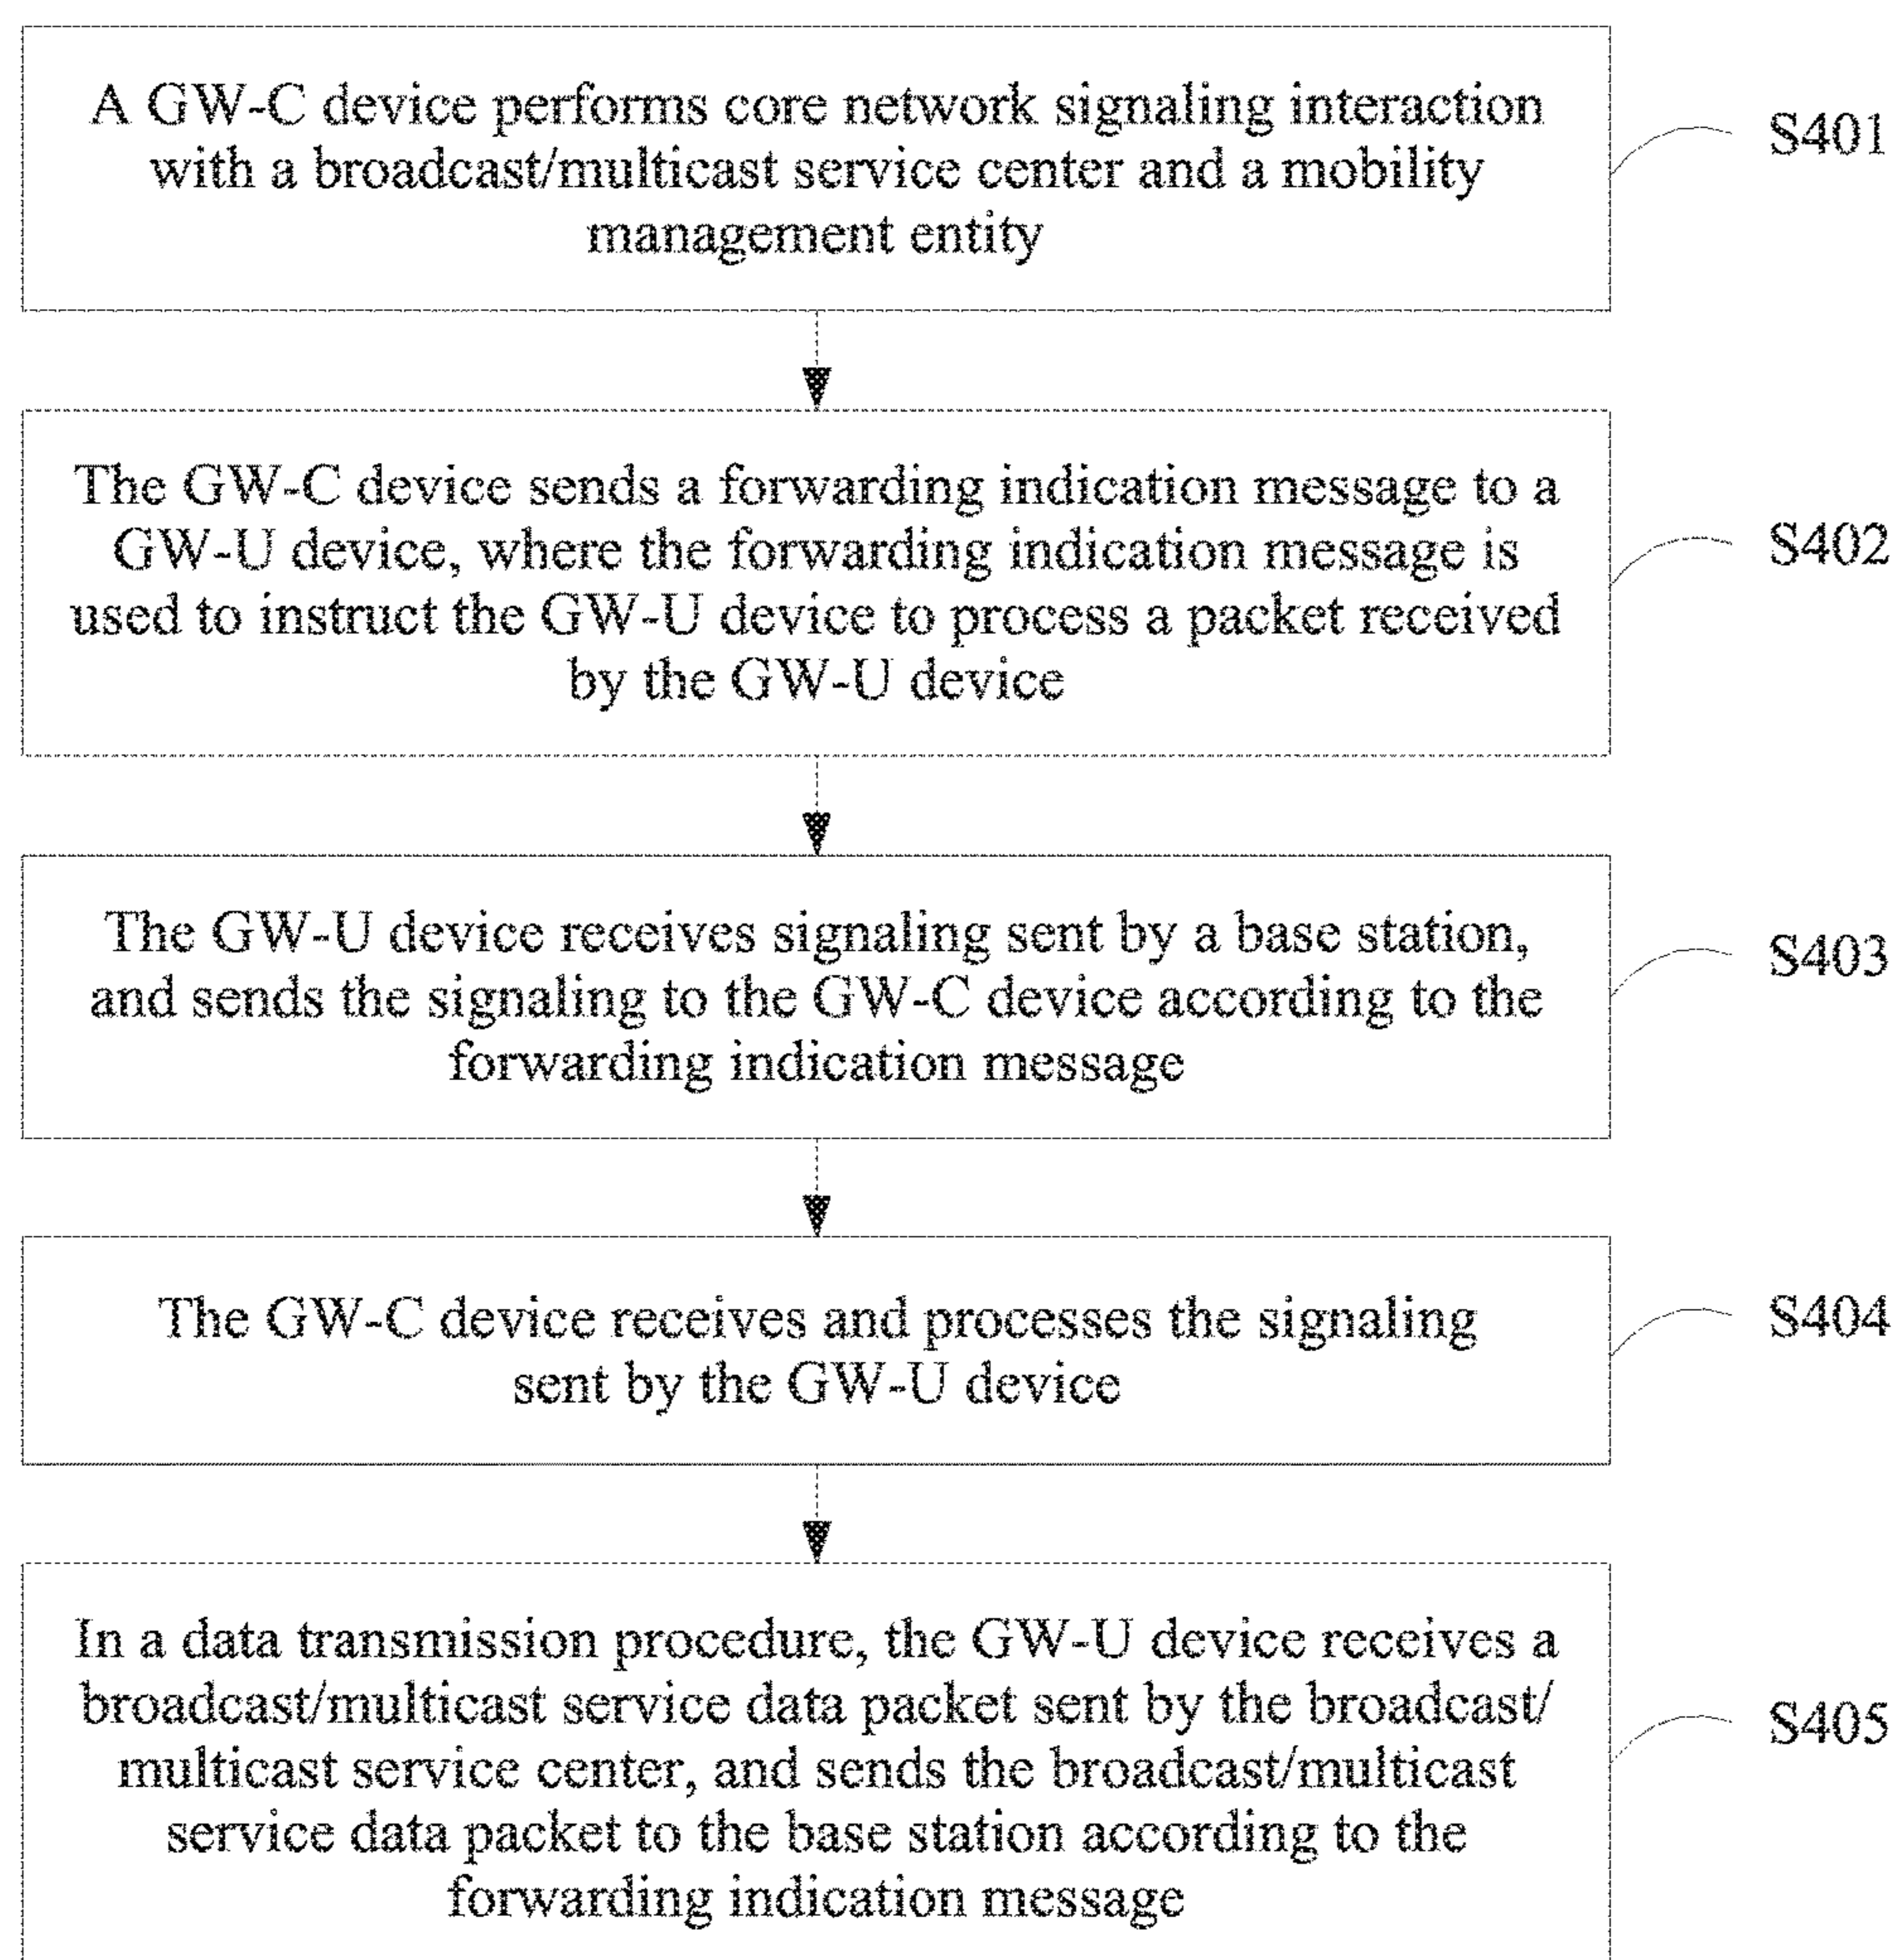 A GW-C device performs core network signaling interaction
with a broadcast/multicast service center and a mobility
management entity
S401
The GW-C device sends a forwarding indication message to a
GW-U device, where the forwarding indication message is
used to instruct the GW-U device to process a packet received
by the GW-U device
S402
The GW-U device receives signaling sent by a base station,
and sends the signaling to the GW-C device according to the
forwarding indication message
S403
The GW-C device receives and processes the signaling
sent by the GW-U device
S404
In a data transmission procedure, the GW-U device receives a
broadcast/multicast service data packet sent by the broadcast/
multicast service center, and sends the broadcast/multicast
service data packet to the base station according to the
forwarding indication message
S405